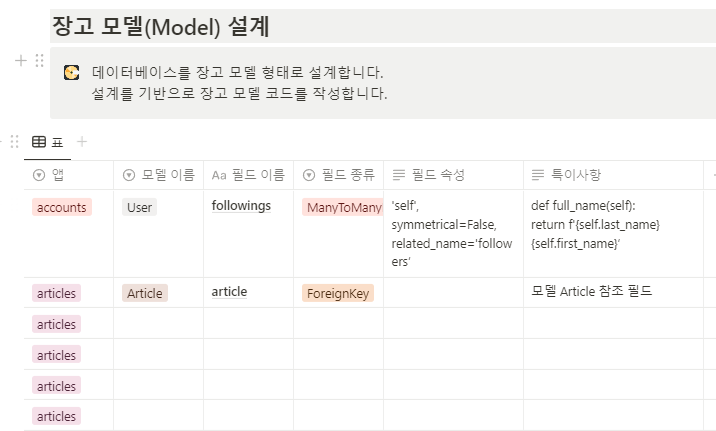 장고 모델(Model) 설계
데이터베이스를 장고 모델 형태로 설계합니다.
설계를 기반으로 장고 모델 코드를 작성합니다.
표
앱 모델 이름 Aa 필드 이름 필드 종류 필드 속성 특이사항
accounts User followings ManyToMany 'self', def full_name(self):
symmetrical=False, return f'{self.last_name}
related_name='follow {self.first_name}'
ers'
articles Article article ForeignKey 모델 Article 참조 필드
articles
articles
articles
articles